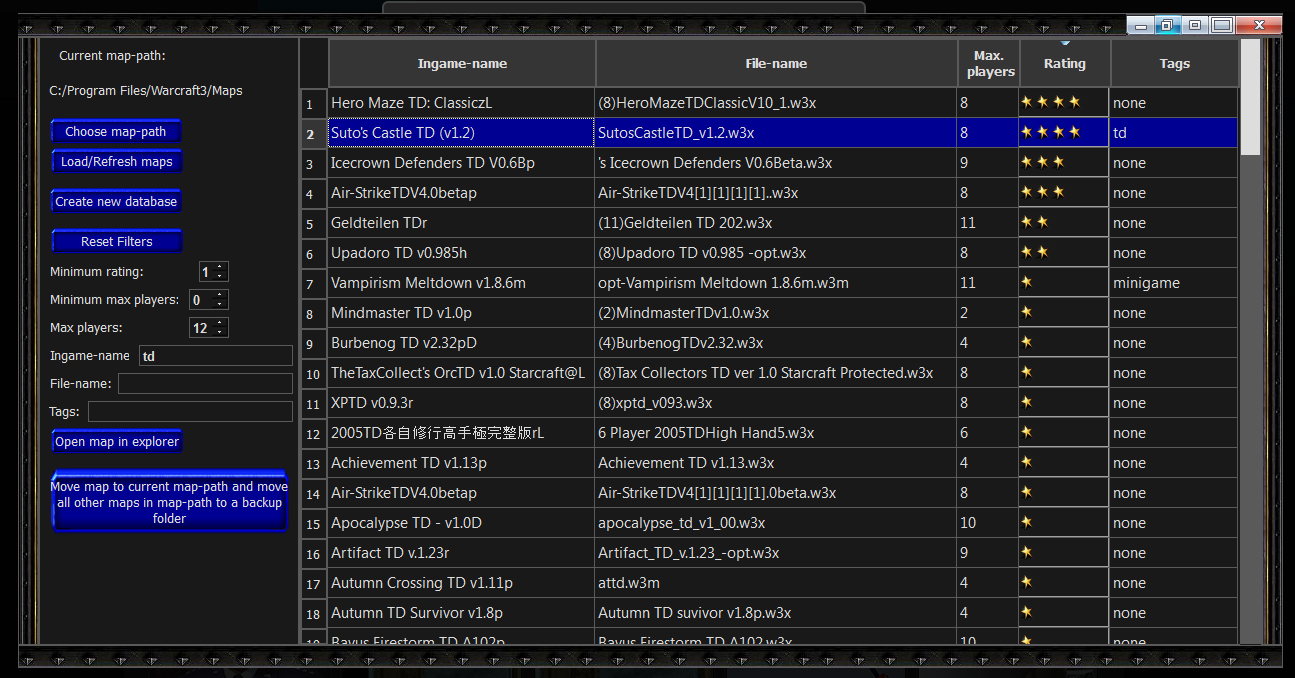 Current map-path:
C:/Program Files/Warcraft3/Maps
Choose map-path
Load/Refresh maps
Create new database
Reset Filters
Minimum rating: 1
Minimum max players: 0
Max players: 12
Ingame-name td
File-name:
Tags:
Open map in explorer
Move map to current map-path and move
all other maps in map-path to a backup
folder
Ingame-name File-name Max. players Rating Tags
1 Hero Maze TD: ClassiczL (8)HeroMazeTDClassicV10_1.w3x 8 none
2 Suto's Castle TD (v1.2) SutosCastleTD_v1.2.w3x 8 td
3 Icecrown Defenders TD V0.6Bp 's Icecrown Defenders V0.6Beta.w3x 9 none
4 Air-StrikeTDV4.0betap Air-StrikeTDV4[1][1][1][1]..w3x 8 none
5 Geldteilen TDr (11)Geldteilen TD 202.w3x 11 none
6 Upadoro TD v0.985h (8)Upadoro TD v0.985 -opt.w3x 8 none
7 Vampirism Meltdown v1.8.6m opt-Vampirism Meltdown 1.8.6m.w3m 11 minigame
8 Mindmaster TD v1.0p (2)MindmasterTDv1.0.w3x 2 none
9 Burbenog TD v2.32pD (4)BurbenogTDv2.32.w3x 4 none
10 TheTaxCollect's OrcTD v1.0 Starcraft@L (8)Tax Collectors TD ver 1.0 Starcraft Protected.w3x 8 none
11 XPTD v0.9.3r (8)xptd_v093.w3x 8 none
12 2005TD各自修行高手極完整版rL 6 Player 2005TDHigh Hand5.w3x 6 none
13 Achievement TD v1.13p Achievement TD v1.13.w3x 4 none
14 Air-StrikeTDV4.0betap Air-StrikeTDV4[1][1][1][1].0beta.w3x 8 none
15 Apocalypse TD - v1.0D apocalypse_td_v1_00.w3x 10 none
16 Artifact TD v.1.23r Artifact_TD_v.1.23_-opt.w3x 9 none
17 Autumn Crossing TD v1.11p attd.w3m 4 none
18 Autumn TD Survivor v1.8p Autumn TD suvivor v1.8p.w3x 4 none
19 Bavus Firestorm TD A102p Bavus Firestorm TD A102.w3x 10 none